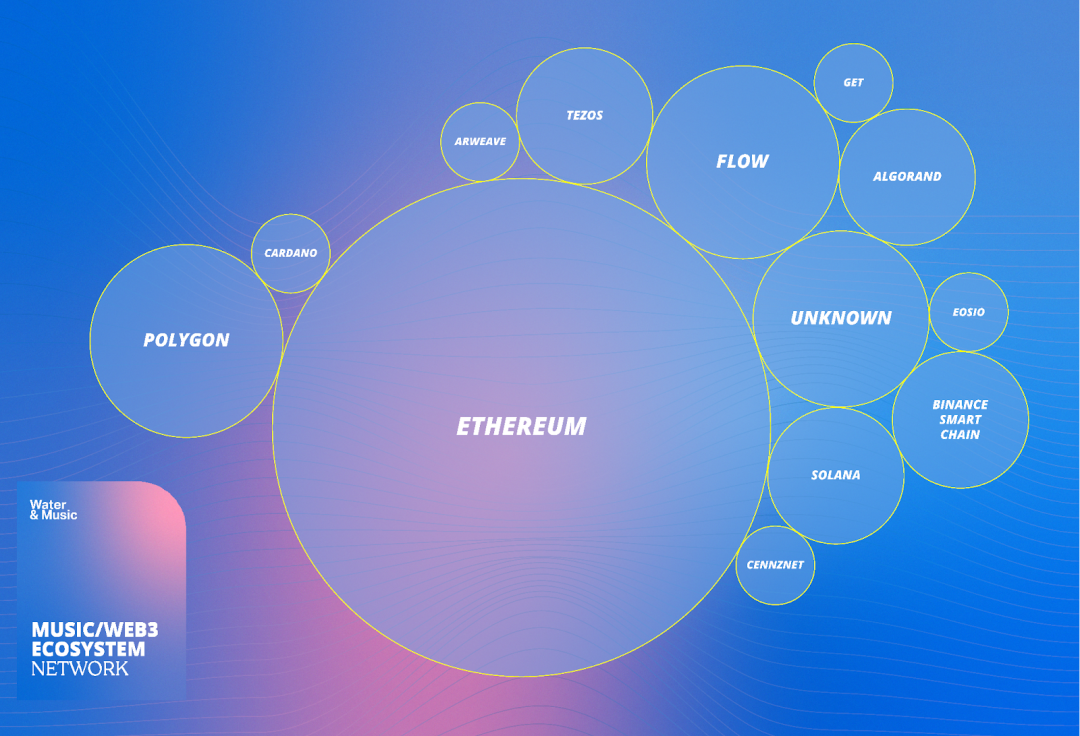 GET
TEZOS
ARWEAVE
FLOW
ALGORAND
CARDANO
POLYGON
UNKNOWN
EOSIO
ETHEREUM
BINANCE
SMART
CHAIN
SOLANA
CENNZNET
Water
& Music
MUSIC/WEB3
ECOSYSTEM
NETWORK